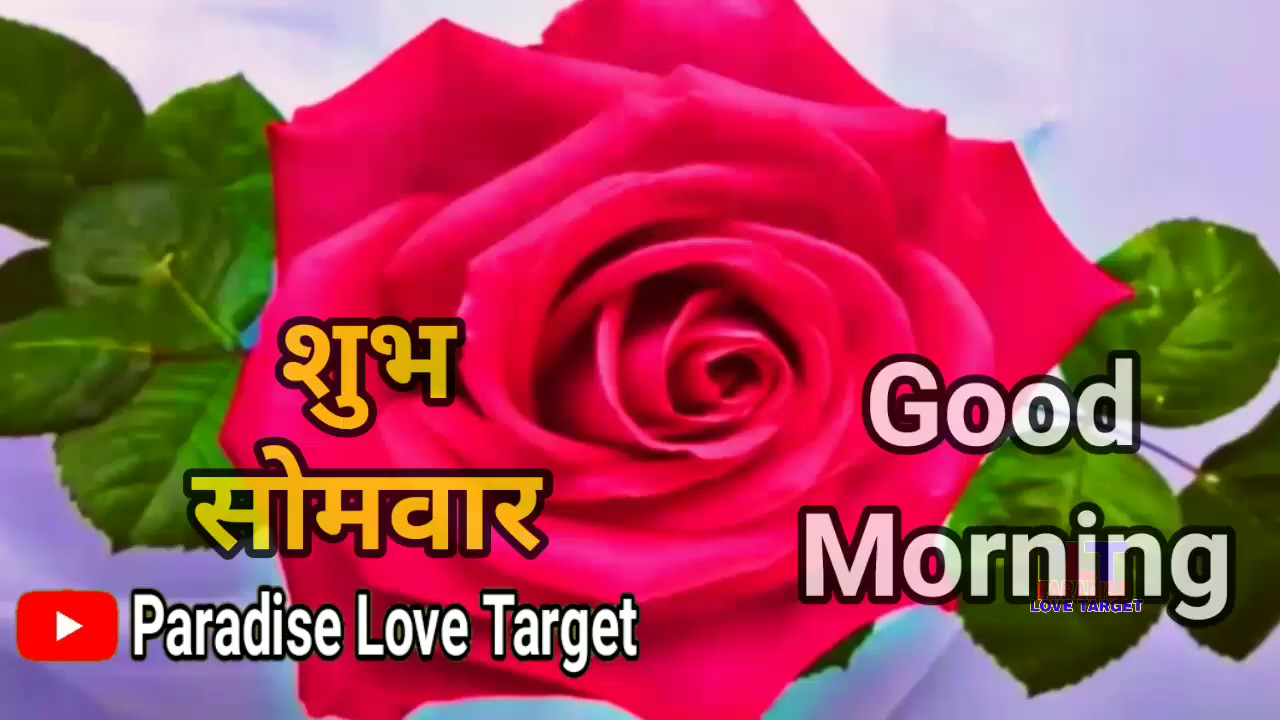 शुभ
सोमवार
Good
Morning
Paradise Love Target
LOVE TARGET